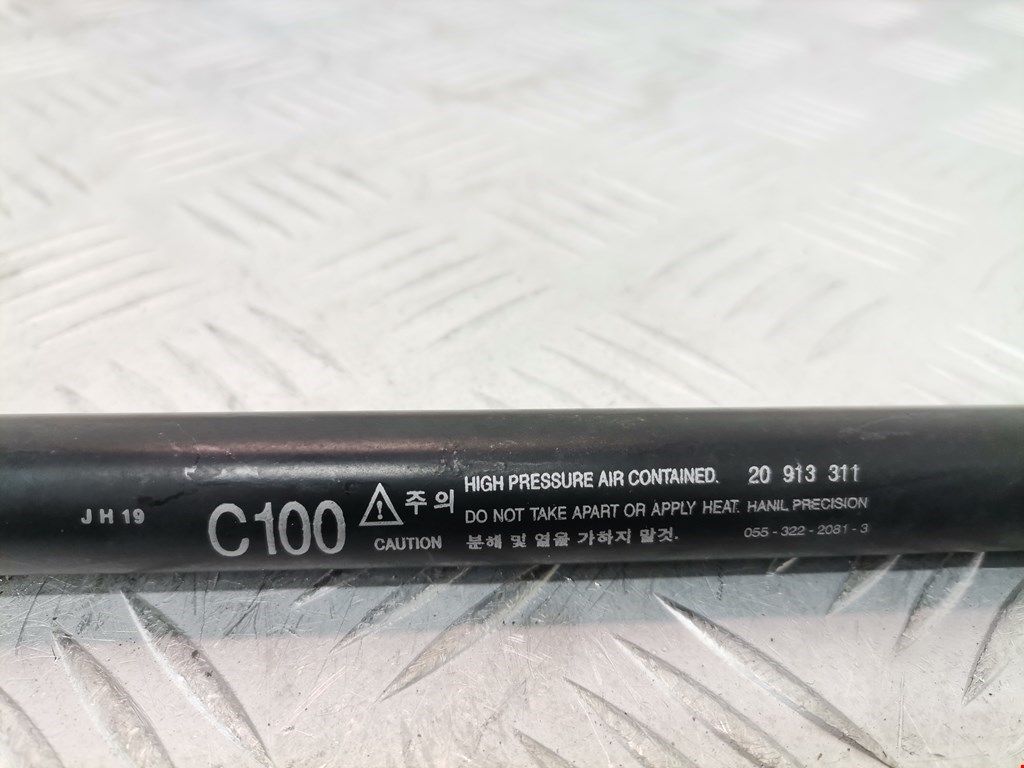 JH19
C100
주의
CAUTION
HIGH PRESSURE AIR CONTAINED. 20 913 311
DO NOT TAKE APART OR APPLY HEAT. HANIL PRECISION
분해 및 열을 가하지 말것. 055-322-2081-3